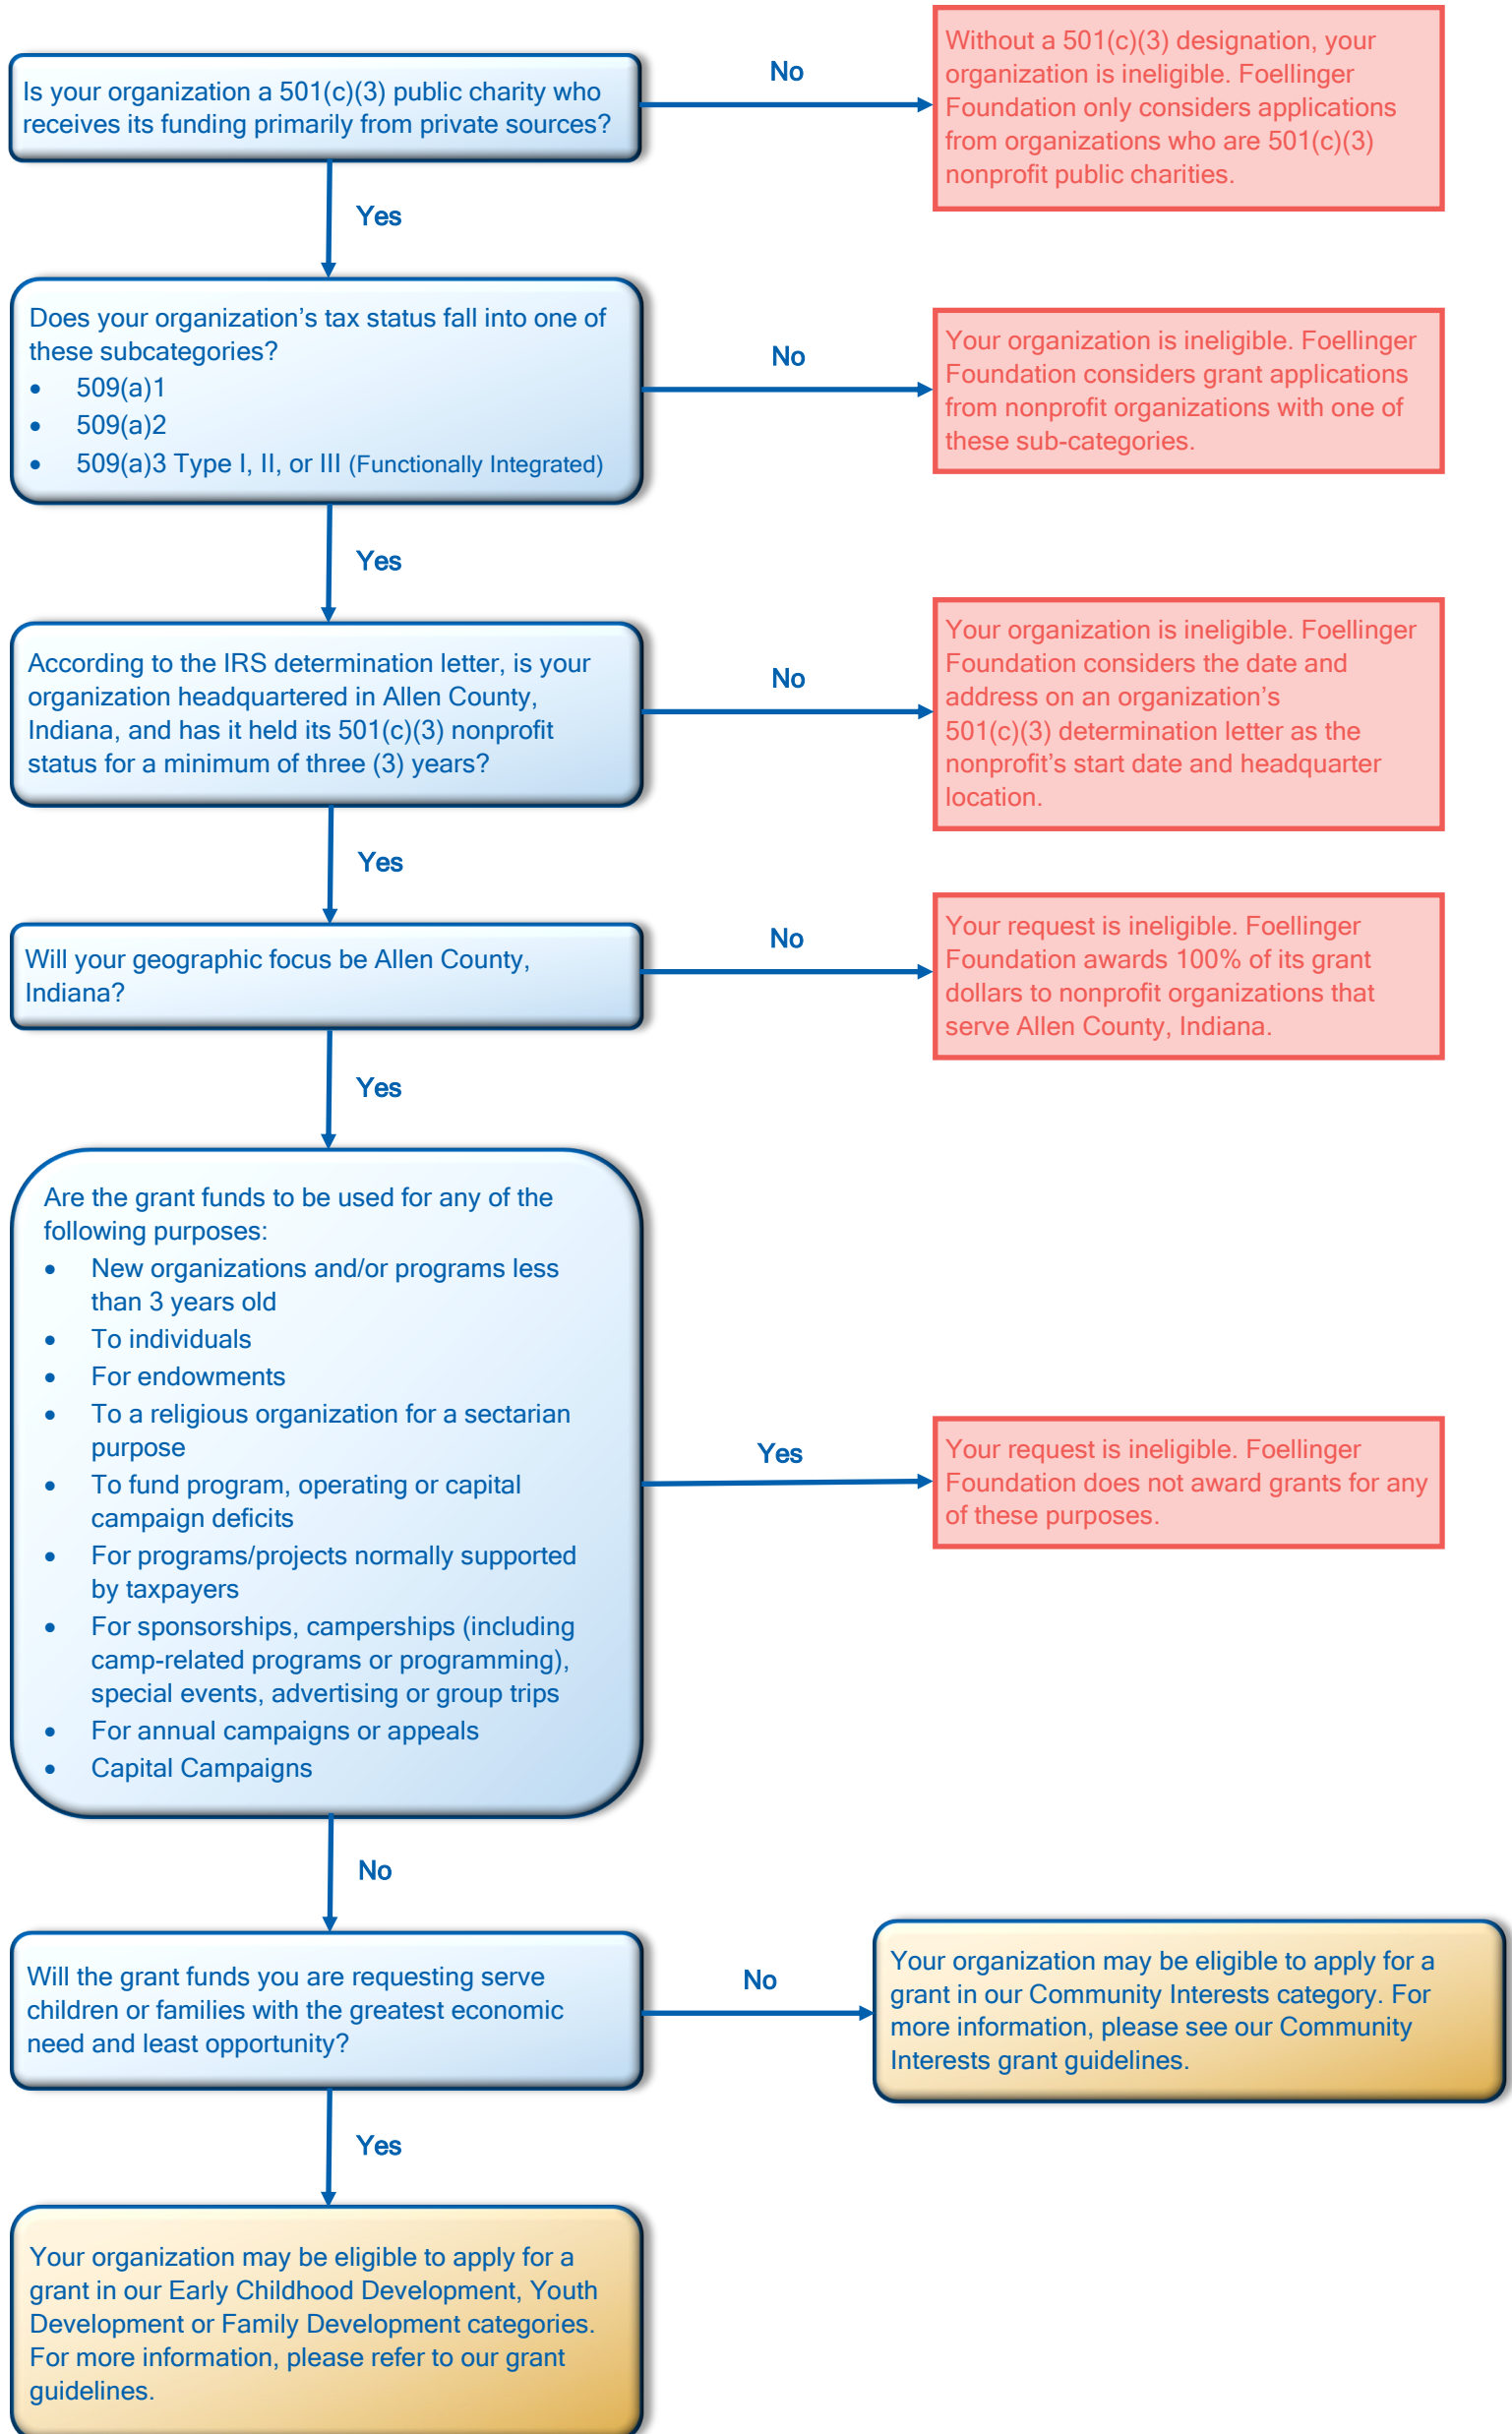 Is your organization a 501(c)(3) public charity who
receives its funding primarily from private sources?
No
Without a 501(c)(3) designation, your
organization is ineligible. Foellinger
Foundation only considers applications
from organizations who are 501(c)(3)
nonprofit public charities.
Yes
Does your organization’s tax status fall into one of
these subcategories?
• 509(a)1
• 509(a)2
• 509(a)3 Type I, II, or III (Functionally Integrated)
No
Your organization is ineligible. Foellinger
Foundation considers grant applications
from nonprofit organizations with one of
these sub-categories.
Yes
According to the IRS determination letter, is your
organization headquartered in Allen County,
Indiana, and has it held its 501(c)(3) nonprofit
status for a minimum of three (3) years?
No
Your organization is ineligible. Foellinger
Foundation considers the date and
address on an organization’s
501(c)(3) determination letter as the
nonprofit’s start date and headquarter
location.
Yes
Will your geographic focus be Allen County,
Indiana?
No
Your request is ineligible. Foellinger
Foundation awards 100% of its grant
dollars to nonprofit organizations that
serve Allen County, Indiana.
Yes
Are the grant funds to be used for any of the
following purposes:
• New organizations and/or programs less
than 3 years old
• To individuals
• For endowments
• To a religious organization for a sectarian
purpose
• To fund program, operating or capital
campaign deficits
• For programs/projects normally supported
by taxpayers
• For sponsorships, camperships (including
camp-related programs or programming),
special events, advertising or group trips
• For annual campaigns or appeals
• Capital Campaigns
Yes
Your request is ineligible. Foellinger
Foundation does not award grants for any
of these purposes.
No
Will the grant funds you are requesting serve
children or families with the greatest economic
need and least opportunity?
No
Your organization may be eligible to apply for a
grant in our Community Interests category. For
more information, please see our Community
Interests grant guidelines.
Yes
Your organization may be eligible to apply for a
grant in our Early Childhood Development, Youth
Development or Family Development categories.
For more information, please refer to our grant
guidelines.